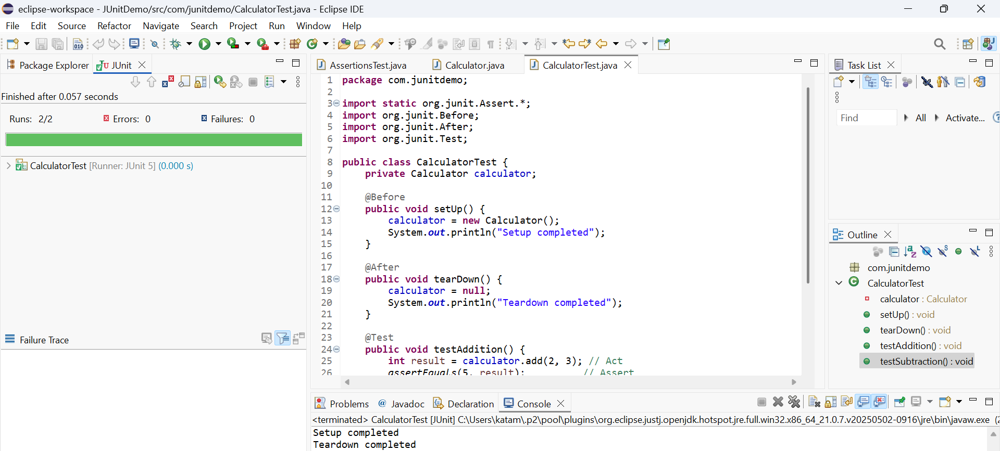 eclipse-workspace - JUnitDemo/src/com/junitdemo/CalculatorTest.java - Eclipse IDE
File Edit Source Refactor Navigate Search Project Run Window Help
Package Explorer JUnit
Finished after 0.057 seconds
Runs: 2/2 Errors: 0 Failures: 0
CalculatorTest [Runner: JUnit 5] (0.000 s)
Failure Trace
AssertionsTest.java Calculator.java CalculatorTest.java
1 package com.junitdemo;
2
3 import static org.junit.Assert.*;
4 import org.junit.Before;
5 import org.junit.After;
6 import org.junit.Test;
7
8 public class CalculatorTest {
9 private Calculator calculator;
10
11 @Before
12 public void setUp() {
13 calculator = new Calculator();
14 System.out.println("Setup completed");
15 }
16
17 @After
18 public void tearDown() {
19 calculator = null;
20 System.out.println("Teardown completed");
21 }
22
23 @Test
24 public void testAddition() {
25 int result = calculator.add(2, 3); // Act
26 assertEquals(5, result); // Assert
Task List
Find All Activate...
Outline
com.junitdemo
CalculatorTest
calculator : Calculator
setUp() : void
tearDown() : void
testAddition() : void
testSubtraction() : void
Problems @ Javadoc Declaration Console
<terminated> CalculatorTest [JUnit] C:\Users\katam\.p2\pool\plugins\org.eclipse.justj.openjdk.hotspot.jre.full.win32.x86_64_21.0.7.v20250502-0916\jre\bin\javaw.exe (2
Setup completed
Teardown completed